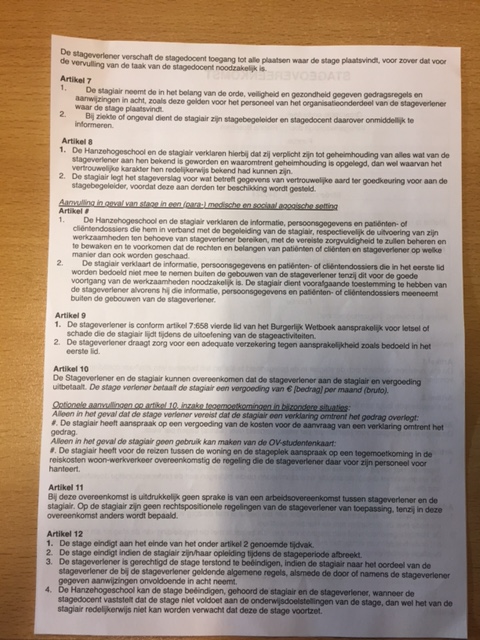 De stageverlener verschaft de stagedocent toegang tot alle plaatsen waar de stage plaatsvindt, voor zover dat voor
de vervulling van de taak van de stagedocent noodzakelijk is.
Artikel 7
1. De stagiair neemt de in het belang van de orde, veiligheid en gezondheid gegeven gedragsregels en
aanwijzingen in acht, zoals deze gelden voor het personeel van het organisatieonderdeel van de stageverlener
waar de stage plaatsvindt.
2. Bij ziekte of ongeval dient de stagiair zijn stagebegeleider en stagedocent daarover onmiddellijk te
informeren.
Artikel 8
1. De Hanzehogeschool en de stagiair verklaren hierbij dat zij verplicht zijn tot geheimhouding van alles wat van de
stageverlener aan hen bekend is geworden en waaromtrent geheimhouding is opgelegd, dan wel waarvan het
vertrouwelijke karakter hen redelijkerwijs bekend had kunnen zijn.
2. De stagiair legt het stageverslag voor wat betreft gegevens van vertrouwelijke aard ter goedkeuring voor aan de
stagebegeleider, voordat deze aan derden ter beschikking wordt gesteld.
Aanvulling in geval van stage in een (para-) medische en sociaal agogische setting
Artikel #
1. De Hanzehogeschool en de stagiair verklaren de informatie, persoonsgegevens en patiënten- of
cliëntendossiers die hem in verband met de begeleiding van de stagiair, respectievelijk de uitvoering van zijn
werkzaamheden ten behoeve van stageverlener bereiken, met de vereiste zorgvuldigheid te zullen beheren en
te bewaken en te voorkomen dat de rechten en belangen van patiënten of cliënten en stageverlener op welke
manier dan ook worden geschaad.
2. De stagiair verklaart de informatie, persoonsgegevens en patiënten- of cliëntendossiers die in het eerste lid
worden bedoeld niet mee te nemen buiten de gebouwen van de stageverlener tenzij dit voor de goede
voortgang van de werkzaamheden noodzakelijk is. De stagiair dient voorafgaande toestemming te hebben van
de stageverlener alvorens hij die informatie, persoonsgegevens en patiënten- of cliëntendossiers meeneemt
buiten de gebouwen van de stageverlener.
Artikel 9
1. De stageverlener is conform artikel 7:658 vierde lid van het Burgerlijk Wetboek aansprakelijk voor letsel of
schade die de stagiair lijdt tijdens de uitoefening van de stageactiviteiten.
2. De stageverlener draagt zorg voor een adequate verzekering tegen aansprakelijkheid zoals bedoeld in het
eerste lid.
Artikel 10
De Stageverlener en de stagiair kunnen overeenkomen dat de stageverlener aan de stagiair en vergoeding
uitbetaalt. De stage verlener betaalt de stagiair een vergoeding van € [bedrag] per maand (bruto).
Optionele aanvullingen op artikel 10, inzake tegemoetkomingen in bijzondere situaties:
Alleen in het geval dat de stage verlener vereist dat de stagiair een verklaring omtrent het gedrag overlegt:
#. De stagiair heeft aanspraak op een vergoeding van de kosten voor de aanvraag van een verklaring omtrent het
gedrag.
Alleen in het geval de stagiair geen gebruik kan maken van de OV-studentenkaart:
#. De stagair heeft voor de reizen tussen de woning en de stageplek aanspraak op een tegemoetkoming in de
reiskosten woon-werkverkeer overeenkomstig de regeling die de stageverlener daar voor zijn personeel voor
hanteert.
Artikel 11
Bij deze overeenkomst is uitdrukkelijk geen sprake is van een arbeidsovereenkomst tussen stageverlener en de
stagiair. Op de stagiair zijn geen rechtspositionele regelingen van de stageverlener van toepassing, tenzij in deze
overeenkomst anders wordt bepaald.
Artikel 12
1. De stage eindigt aan het einde van het onder artikel 2 genoemde tijdvak.
2. De stage eindigt indien de stagiair zijn/haar opleiding tijdens de stageperiode afbreekt.
3. De stageverlener is gerechtigd de stage terstond te beëindigen, indien de stagiair naar het oordeel van de
stageverlener de bij de stageverlener geldende algemene regels, alsmede de door of namens de stageverlener
gegeven aanwijzingen onvoldoende in acht neemt.
4. De Hanzehogeschool kan de stage beëindigen, gehoord de stagiair en de stageverlener, wanneer de
stagedocent vaststelt dat de stage niet voldoet aan de onderwijsdoelstellingen van de stage, dan wel het van de
stagiair redelijkerwijs niet kan worden verwacht dat deze de stage voortzet.